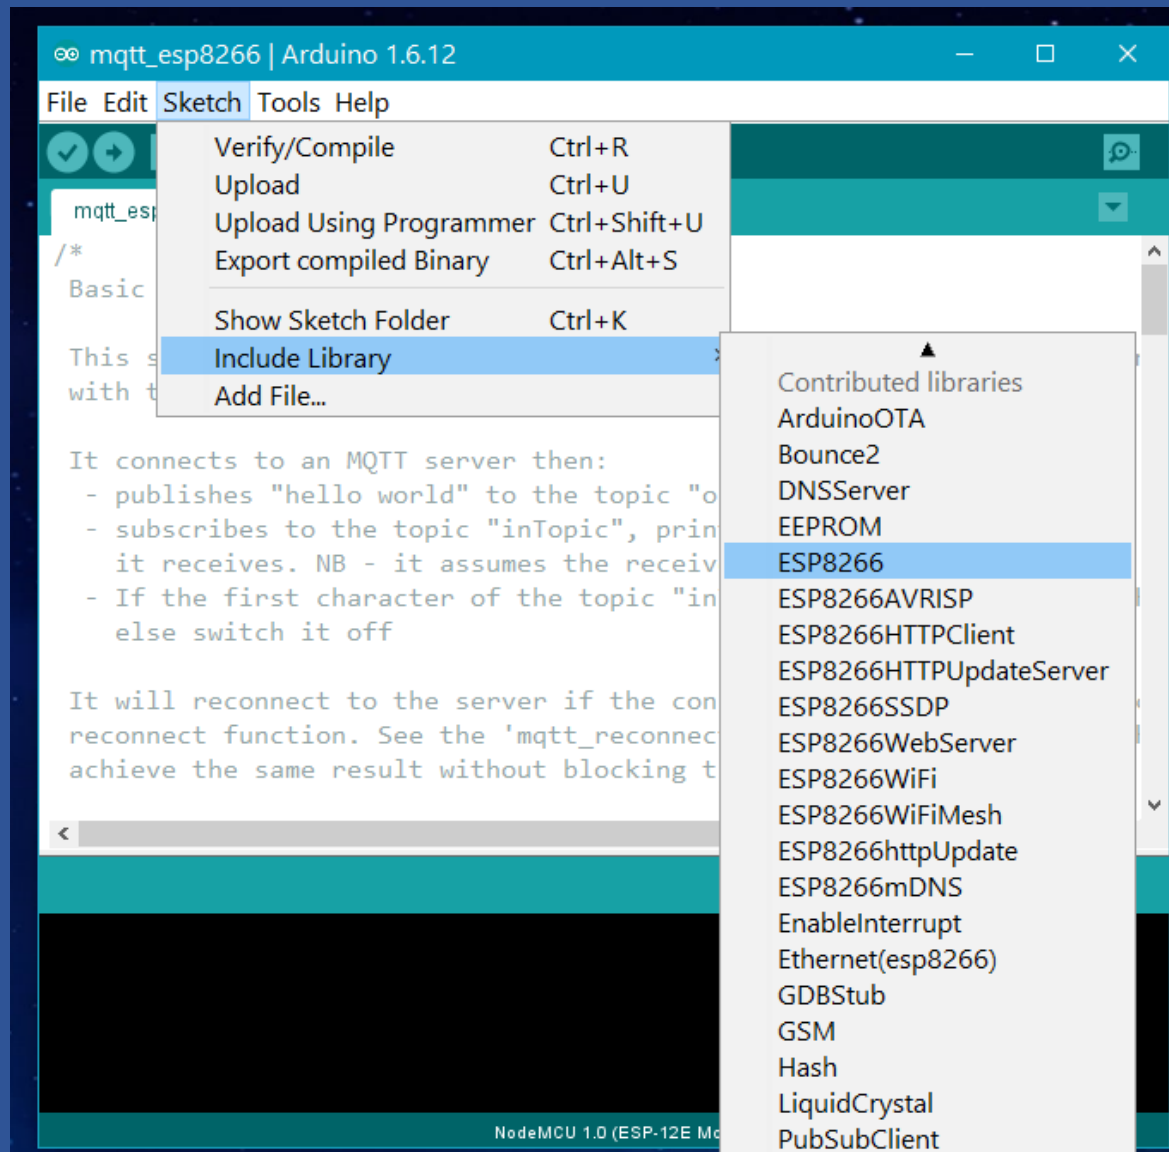 mqtt_esp8266 | Arduino 1.6.12
File Edit Sketch Tools Help
Verify/Compile Ctrl+R
Upload Ctrl+U
Upload Using Programmer Ctrl+Shift+U
Export compiled Binary Ctrl+Alt+S
Show Sketch Folder Ctrl+K
Include Library
Add File...
mqtt_esp
/*
Basic
This s
with t
It connects to an MQTT server then:
- publishes "hello world" to the topic "o
- subscribes to the topic "inTopic", prin
it receives. NB - it assumes the receiv
- If the first character of the topic "in
else switch it off
It will reconnect to the server if the con
reconnect function. See the 'mqtt_reconnec
achieve the same result without blocking t
Contributed libraries
ArduinoOTA
Bounce2
DNSServer
EEPROM
ESP8266
ESP8266AVRISP
ESP8266HTTPClient
ESP8266HTTPUpdateServer
ESP8266SSDP
ESP8266WebServer
ESP8266WiFi
ESP8266WiFiMesh
ESP8266httpUpdate
ESP8266mDNS
EnableInterrupt
Ethernet(esp8266)
GDBStub
GSM
Hash
LiquidCrystal
PubSubClient
NodeMCU 1.0 (ESP-12E Mo